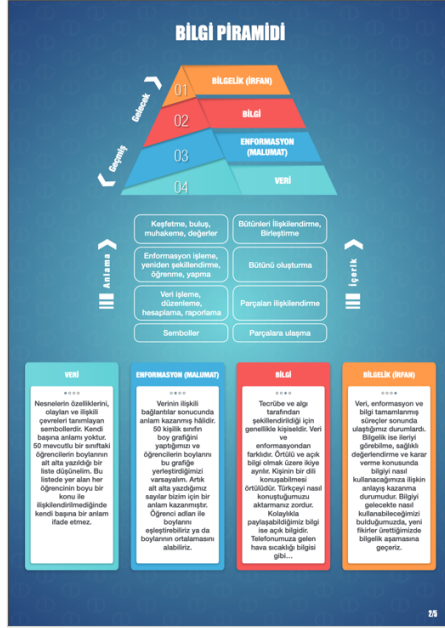 BİLGİ PİRAMİDİ
01
BİLGELİK (İRFAN)
02
BİLGİ
03
ENFORMASYON
(MALUMAT)
04
VERİ
Gelecek
Geçmiş
Anlama
Keşfetme, buluş,
muhakeme, değerler
Enformasyon işleme,
yeniden şekillendirme,
öğrenme, yapma
Veri işleme,
düzenleme,
hesaplama, raporlama
Semboller
Bütünleri İlişkilendirme,
Birleştirme
Bütünü oluşturma
Parçaları ilişkilendirme
Parçalara ulaşma
İçerik
VERİ
Nesnelerin özelliklerini,
olayları ve ilişkili
çevreleri tanımlayan
sembollerdir. Kendi
başına anlamı yoktur.
50 mevcutlu bir sınıftaki
öğrencilerin boylarının
alt alta yazıldığı bir
liste düşünelim. Bu
listede yer alan her
öğrencinin boyu bir
konu ile
ilişkilendirilmediğinde
kendi başına bir anlam
ifade etmez.
ENFORMASYON (MALUMAT)
Verinin ilişkili
bağlantılar sonucunda
anlam kazanmış hâlidir.
50 kişilik sınıfın
boy grafiğini
yaptığımızı ve
öğrencilerin boylarını
bu grafiğe
yerleştirdiğimizi
varsayalım. Artık
alt alta yazdığımız
sayılar bizim için bir
anlam kazanmıştır.
Öğrenci adları ile
boylarını
eşleştirebiliriz ya da
boylarının ortalamasını
alabiliriz.
BİLGİ
Tecrübe ve algı
tarafından
şekillendirildiği için
genellikle kişiseldir. Veri
ve
enformasyondan
farklıdır. Örtülü ve açık
bilgi olmak üzere ikiye
ayrılır. Kişinin bir dili
konuşabilmesi
örtülüdür. Türkçeyi nasıl
konuştuğumuzu
aktarmamız zordur.
Kolaylıkla
paylaşabildiğimiz bilgi
ise açık bilgidir.
Telefonumuza gelen
hava sıcaklığı bilgisi
gibi...
BİLGELİK (İRFAN)
Veri, enformasyon ve
bilgi tamamlanmış
süreçler sonunda
ulaştığımız durumlardı.
Bilgelik ise ileriyi
görebilme, sağlıklı
değerlendirme ve karar
verme konusunda
bilgiyi nasıl
kullanacağımıza ilişkin
anlayış kazanma
durumudur. Bilgiyi
gelecekte nasıl
kullanabileceğimizi
bulduğumuzda, yeni
fikirler ürettiğimizde
bilgelik aşamasına
geçeriz.
2/5